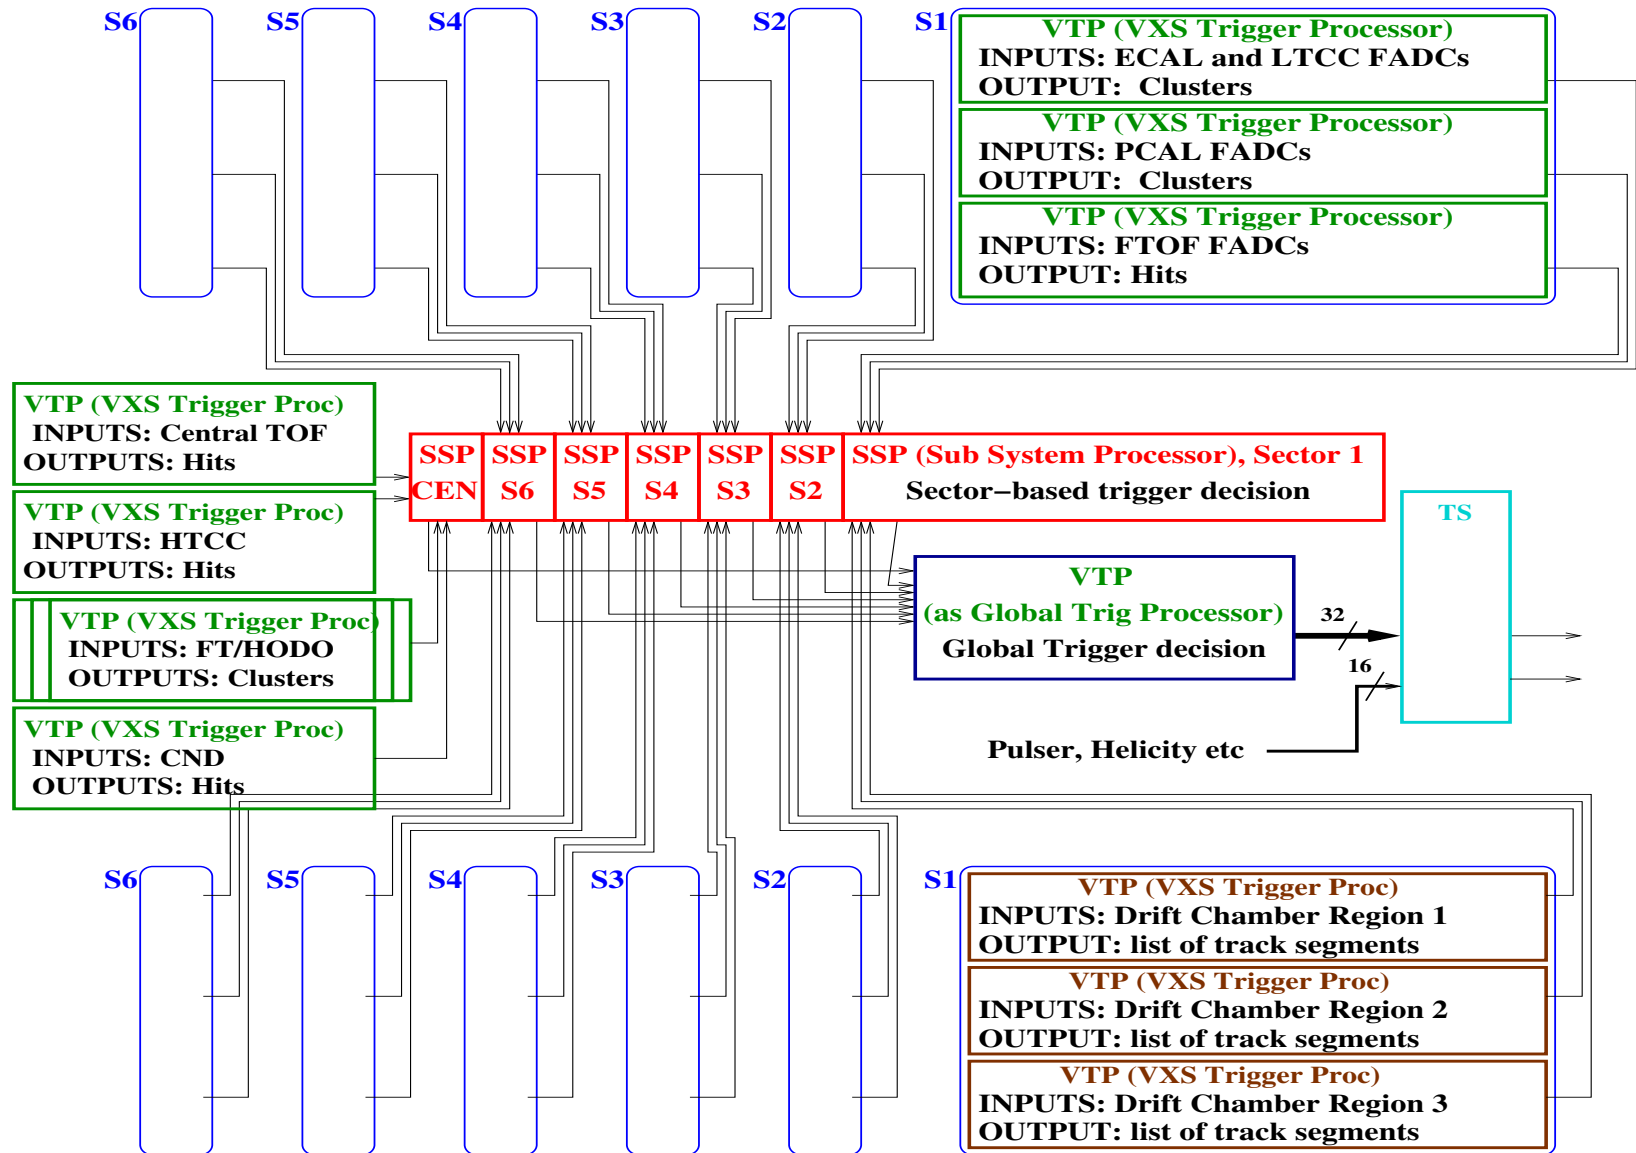 S6
S5
S4
S3
S2
S1
VTP (VXS Trigger Processor)
INPUTS: ECAL and LTCC FADCs
OUTPUT: Clusters
VTP (VXS Trigger Processor)
INPUTS: PCAL FADCs
OUTPUT: Clusters
VTP (VXS Trigger Processor)
INPUTS: FTOF FADCs
OUTPUT: Hits
VTP (VXS Trigger Proc)
INPUTS: Central TOF
OUTPUTS: Hits
VTP (VXS Trigger Proc)
INPUTS: HTCC
OUTPUTS: Hits
VTP (VXS Trigger Proc)
INPUTS: FT/HODO
OUTPUTS: Clusters
VTP (VXS Trigger Proc)
INPUTS: CND
OUTPUTS: Hits
SSP
CEN
SSP
S6
SSP
S5
SSP
S4
SSP
S3
SSP
S2
SSP (Sub System Processor), Sector 1
Sector−based trigger decision
VTP
(as Global Trig Processor)
Global Trigger decision
32
16
TS
Pulser, Helicity etc
S6
S5
S4
S3
S2
S1
VTP (VXS Trigger Proc)
INPUTS: Drift Chamber Region 1
OUTPUT: list of track segments
VTP (VXS Trigger Proc)
INPUTS: Drift Chamber Region 2
OUTPUT: list of track segments
VTP (VXS Trigger Proc)
INPUTS: Drift Chamber Region 3
OUTPUT: list of track segments